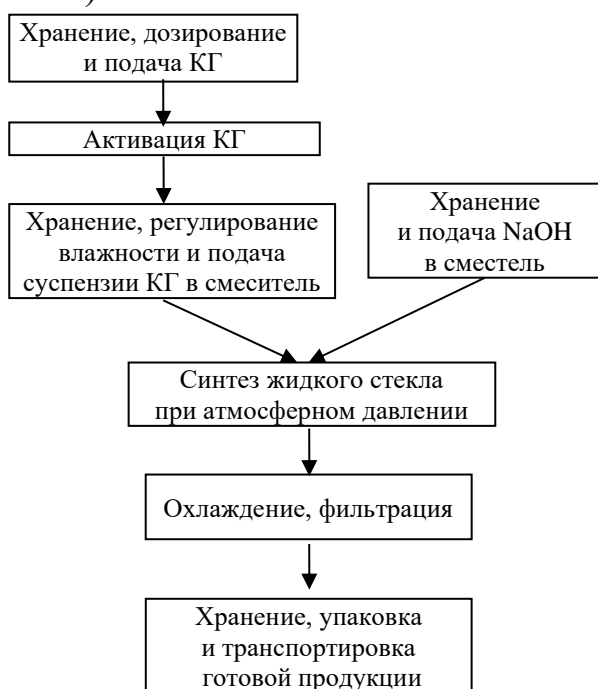 Хранение, дозирование
и подача КГ
Активация КГ
Хранение, регулирование
влажности и подача
суспензии КГ в смеситель
Хранение
и подача NaOH
в сместель
Синтез жидкого стекла
при атмосферном давлении
Охлаждение, фильтрация
Хранение, упаковка
и транспортировка
готовой продукции